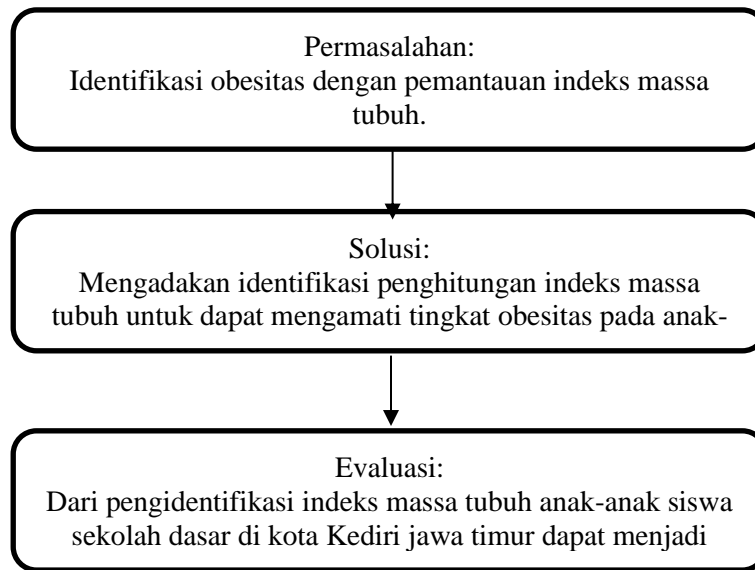 Permasalahan:
Identifikasi obesitas dengan pemantauan indeks massa
tubuh.
Solusi:
Mengadakan identifikasi penghitungan indeks massa
tubuh untuk dapat mengamati tingkat obesitas pada anak-
Evaluasi:
Dari pengidentifikasi indeks massa tubuh anak-anak siswa
sekolah dasar di kota Kediri jawa timur dapat menjadi